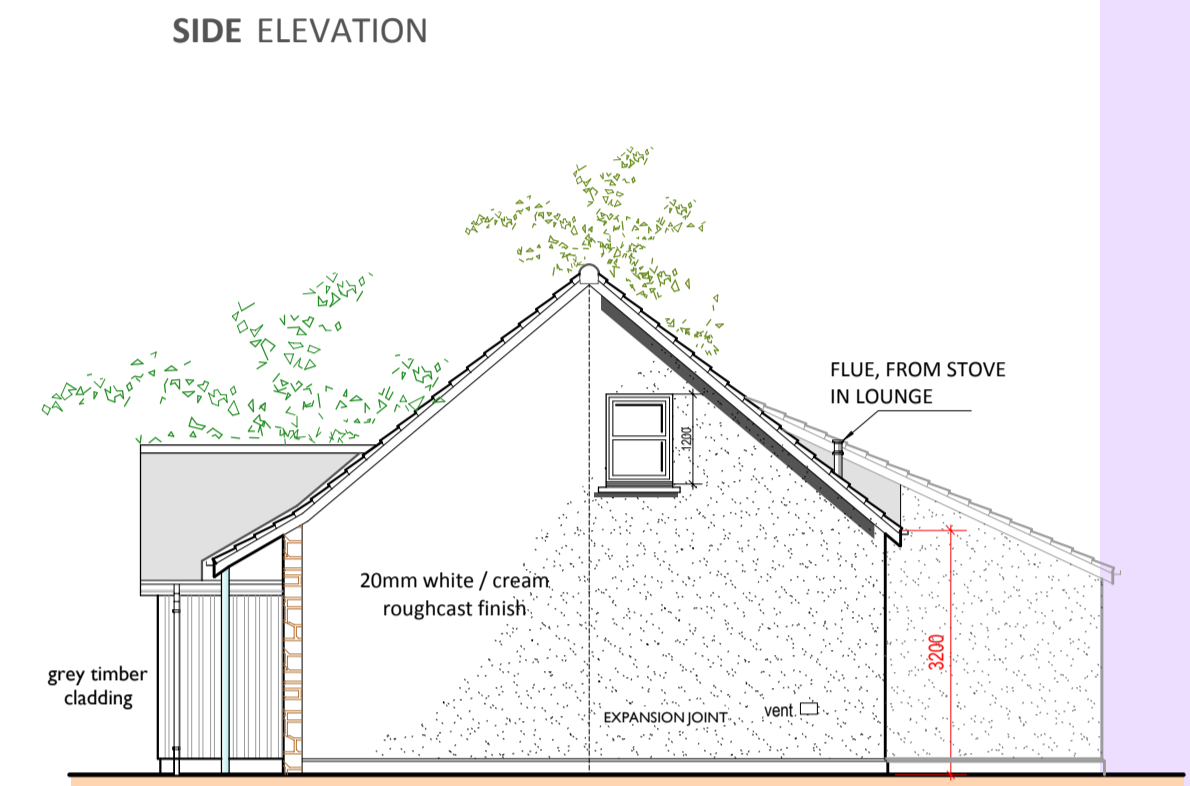 SIDE ELEVATION
FLUE, FROM STOVE
IN LOUNGE
1200
20mm white / cream
roughcast finish
3200
grey timber
cladding
EXPANSION JOINT
vent